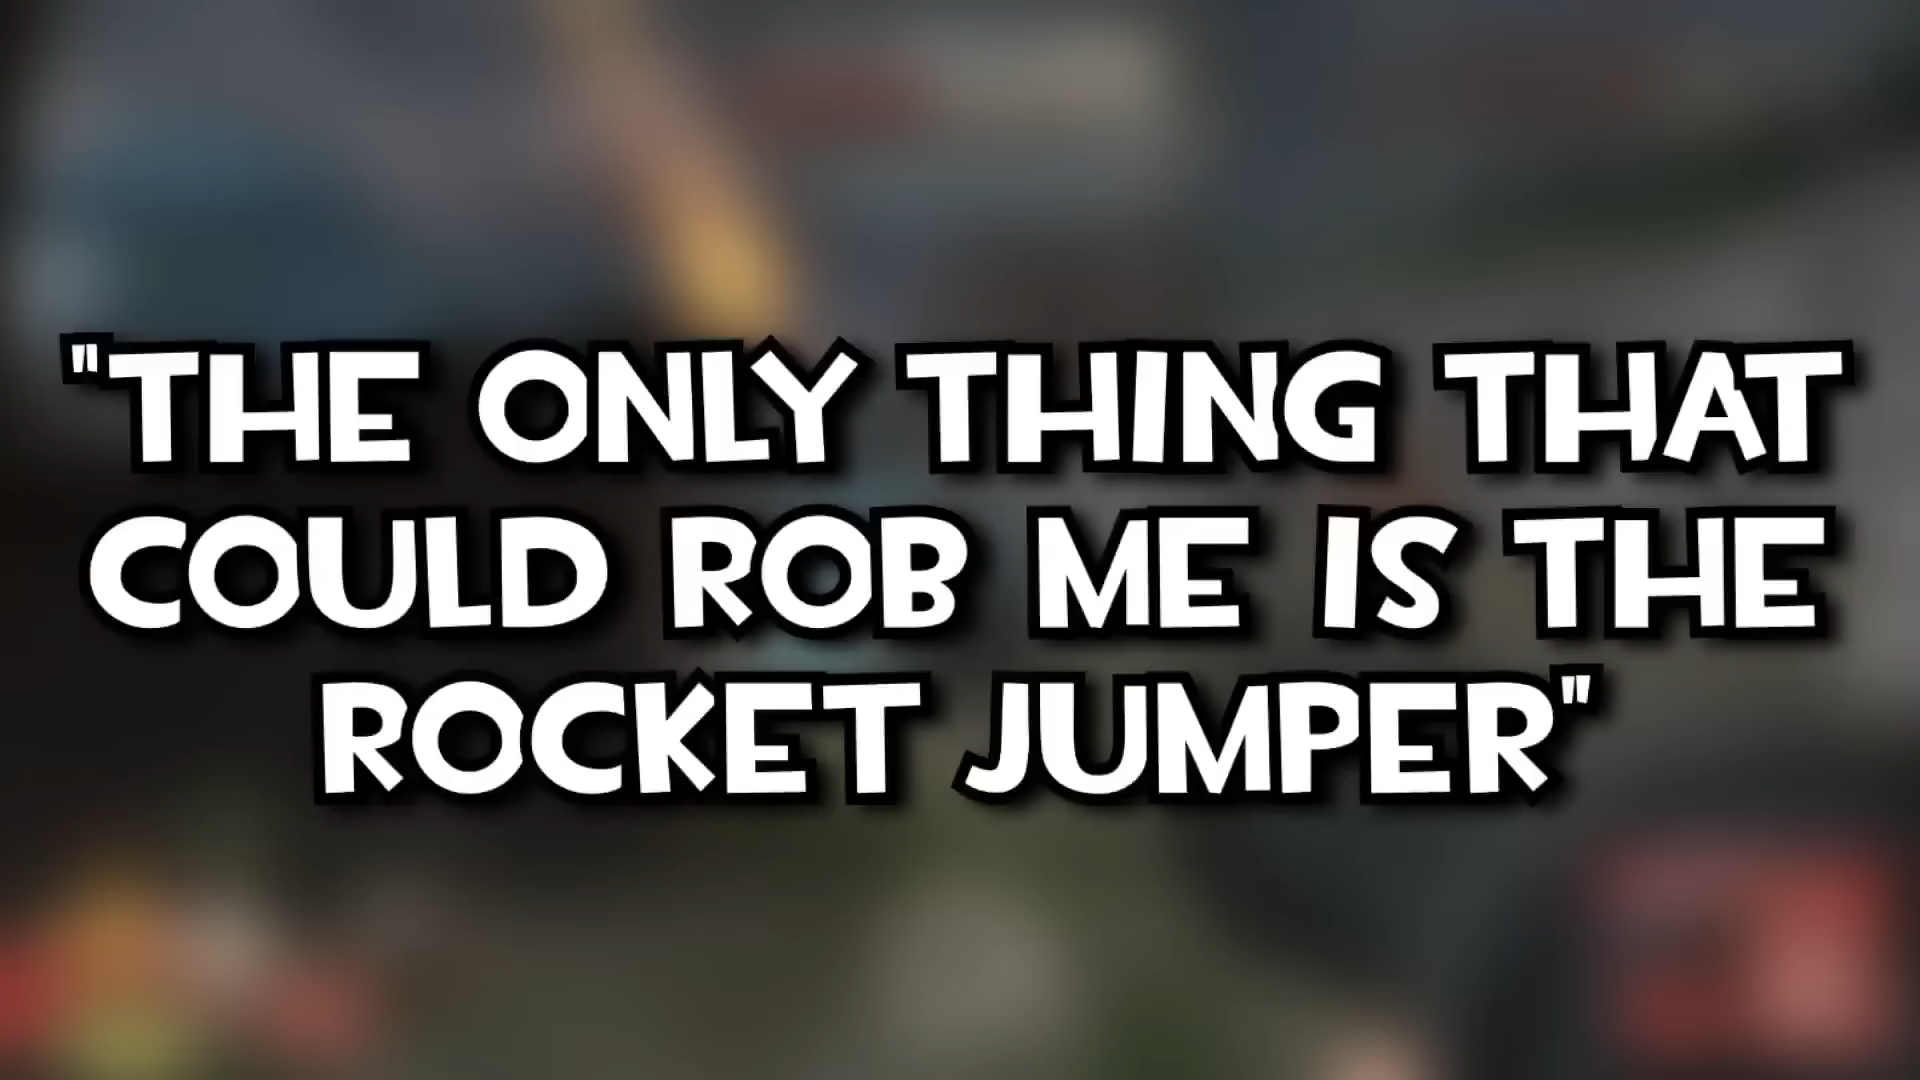 "THE ONLY THING THAT
COULD ROB ME IS THE
ROCKET JUMPER"